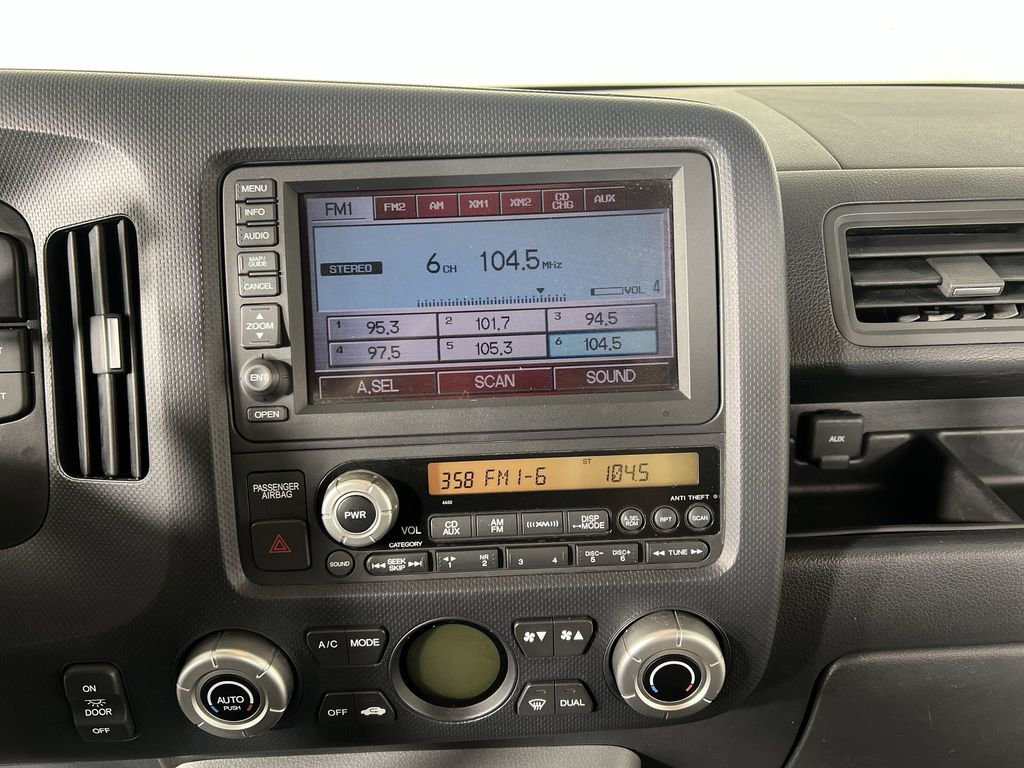 MENU
INFO
AUDIO
MAP/GUIDE
CANCEL
ZOOM
ENT
OPEN
FM1 FM2 AM XM1 XM2 CD CHG AUX
STEREO 6CH 104.5MHz
VOL 4
1 95.3 2 101.7 3 94.5
4 97.5 5 105.3 6 104.5
A.SEL SCAN SOUND
AUX
PASSENGER
AIRBAG
358 FM1-6 ST 104.5
ANTI THEFT
PWR
VOL
CD AUX
AM FM
XM
DISP MODE
A.SEL RDM
RPT
SCAN
SOUND
CATEGORY
SEEK SKIP
1 NR 2
3 4
DISC- 5 DISC+ 6
TUNE
A/C MODE
OFF
DUAL
AUTO
PUSH
ON
DOOR
OFF